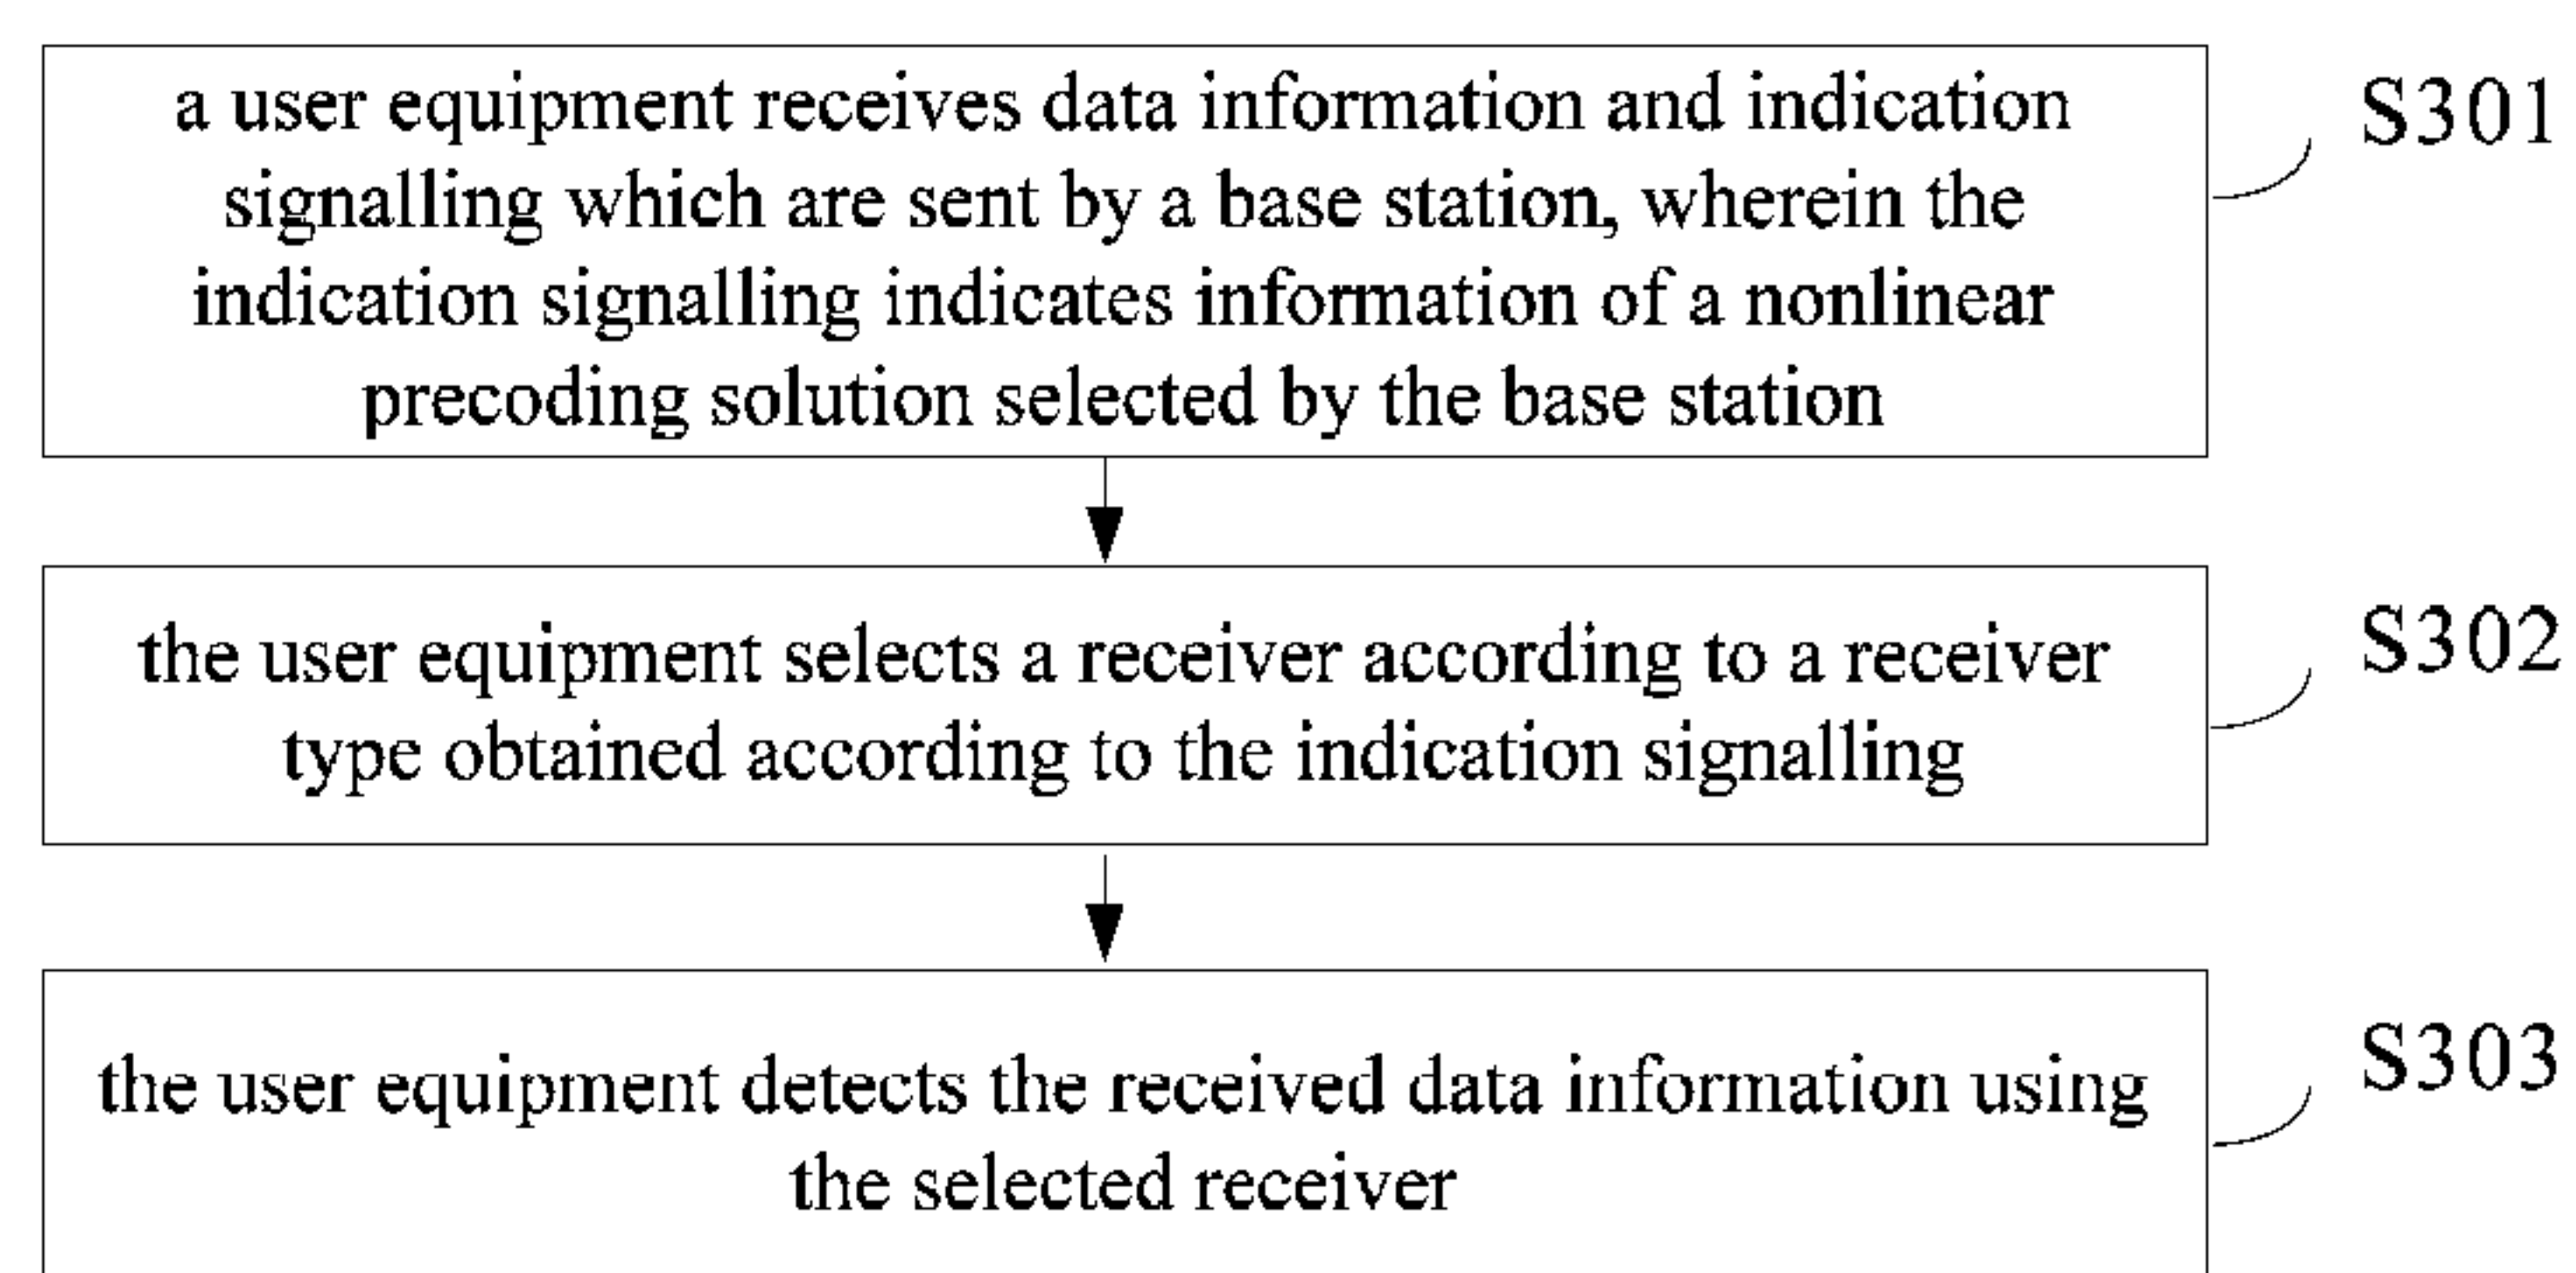 a user equipment receives data information and indication
signalling which are sent by a base station, wherein the
indication signalling indicates information of a nonlinear
precoding solution selected by the base station
S301
the user equipment selects a receiver according to a receiver
type obtained according to the indication signalling
S302
the user equipment detects the received data information using
the selected receiver
S303